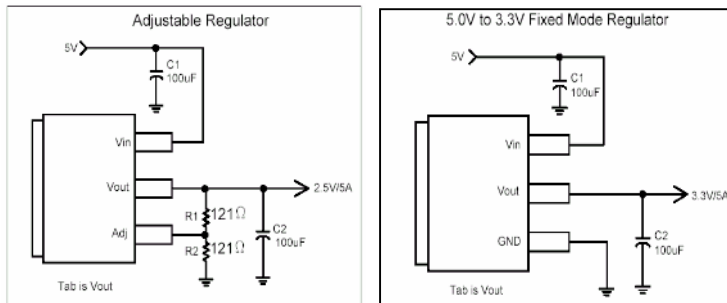 Adjustable Regulator
5V
C1
100uF
Vin
Vout
2.5V/5A
R1 121Ω
Adj
R2 121Ω
C2
100uF
Tab is Vout
5.0V to 3.3V Fixed Mode Regulator
5V
C1
100uF
Vin
Vout
3.3V/5A
GND
C2
100uF
Tab is Vout